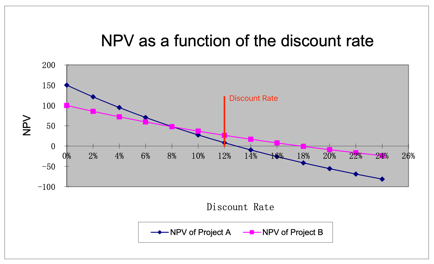 NPV as a function of the discount rate
200
150
100
50
0
-50
-100
NPV
Discount Rate
0% 2% 4% 6% 8% 10% 12% 14% 16% 18% 20% 22% 24% 26%
Discount Rate
NPV of Project A NPV of Project B